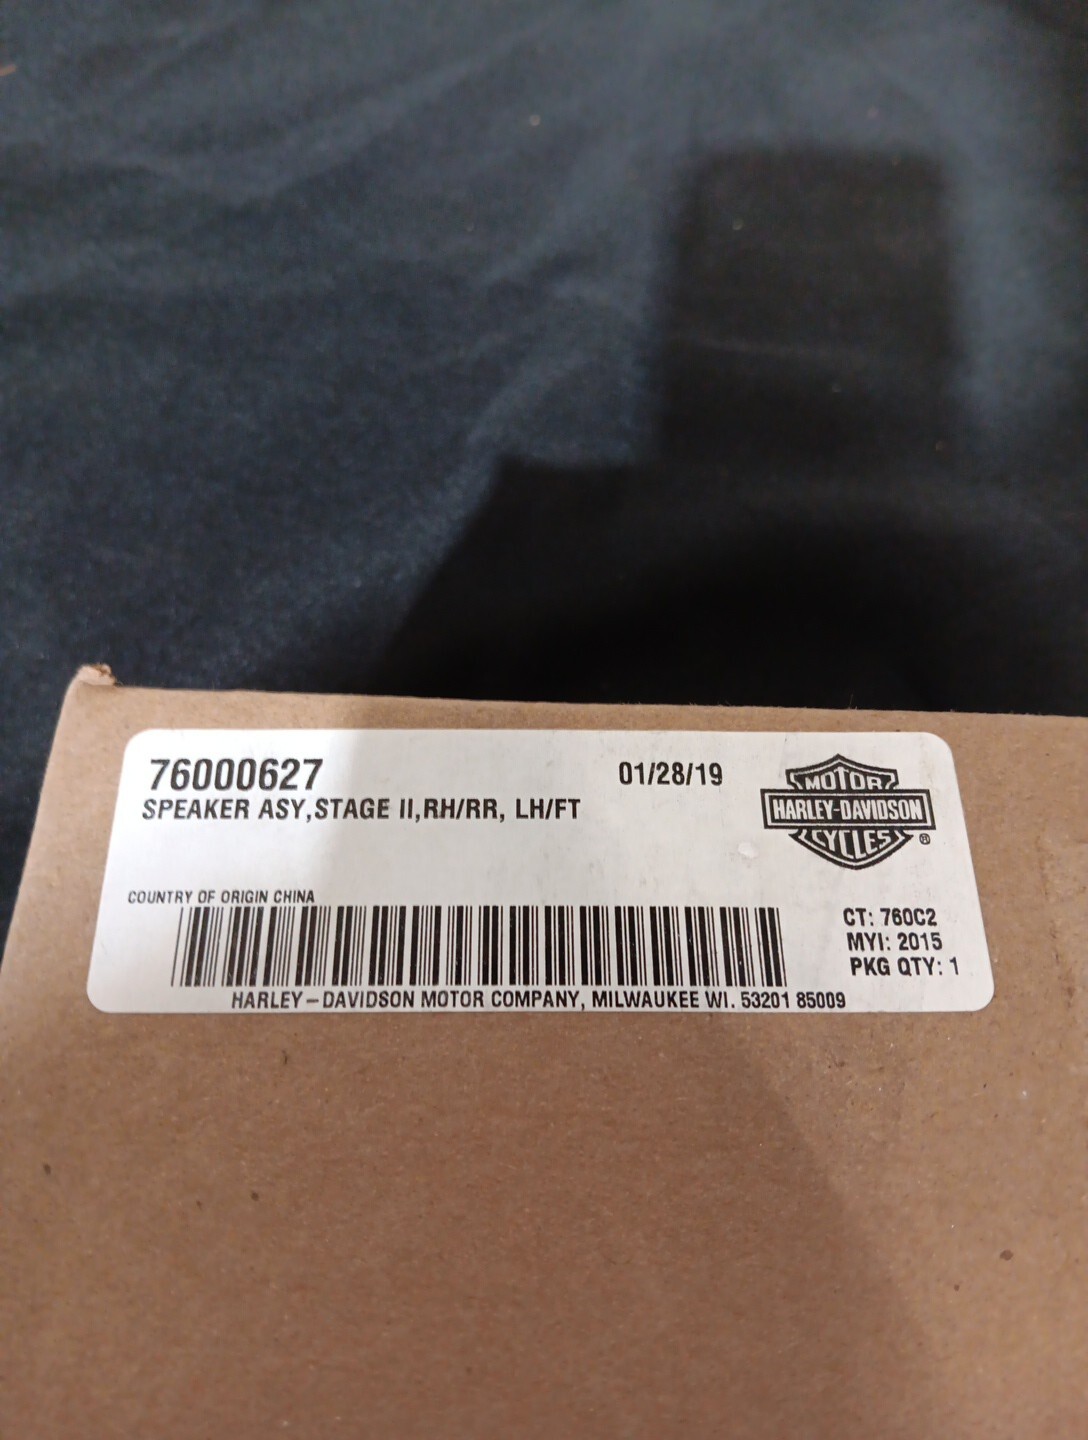 76000627
01/28/19
SPEAKER ASY,STAGE II,RH/RR, LH/FT
MOTOR
HARLEY-DAVIDSON
CYCLES ®
COUNTRY OF ORIGIN CHINA
CT: 760C2
MYI: 2015
PKG QTY: 1
HARLEY-DAVIDSON MOTOR COMPANY, MILWAUKEE WI. 53201 85009